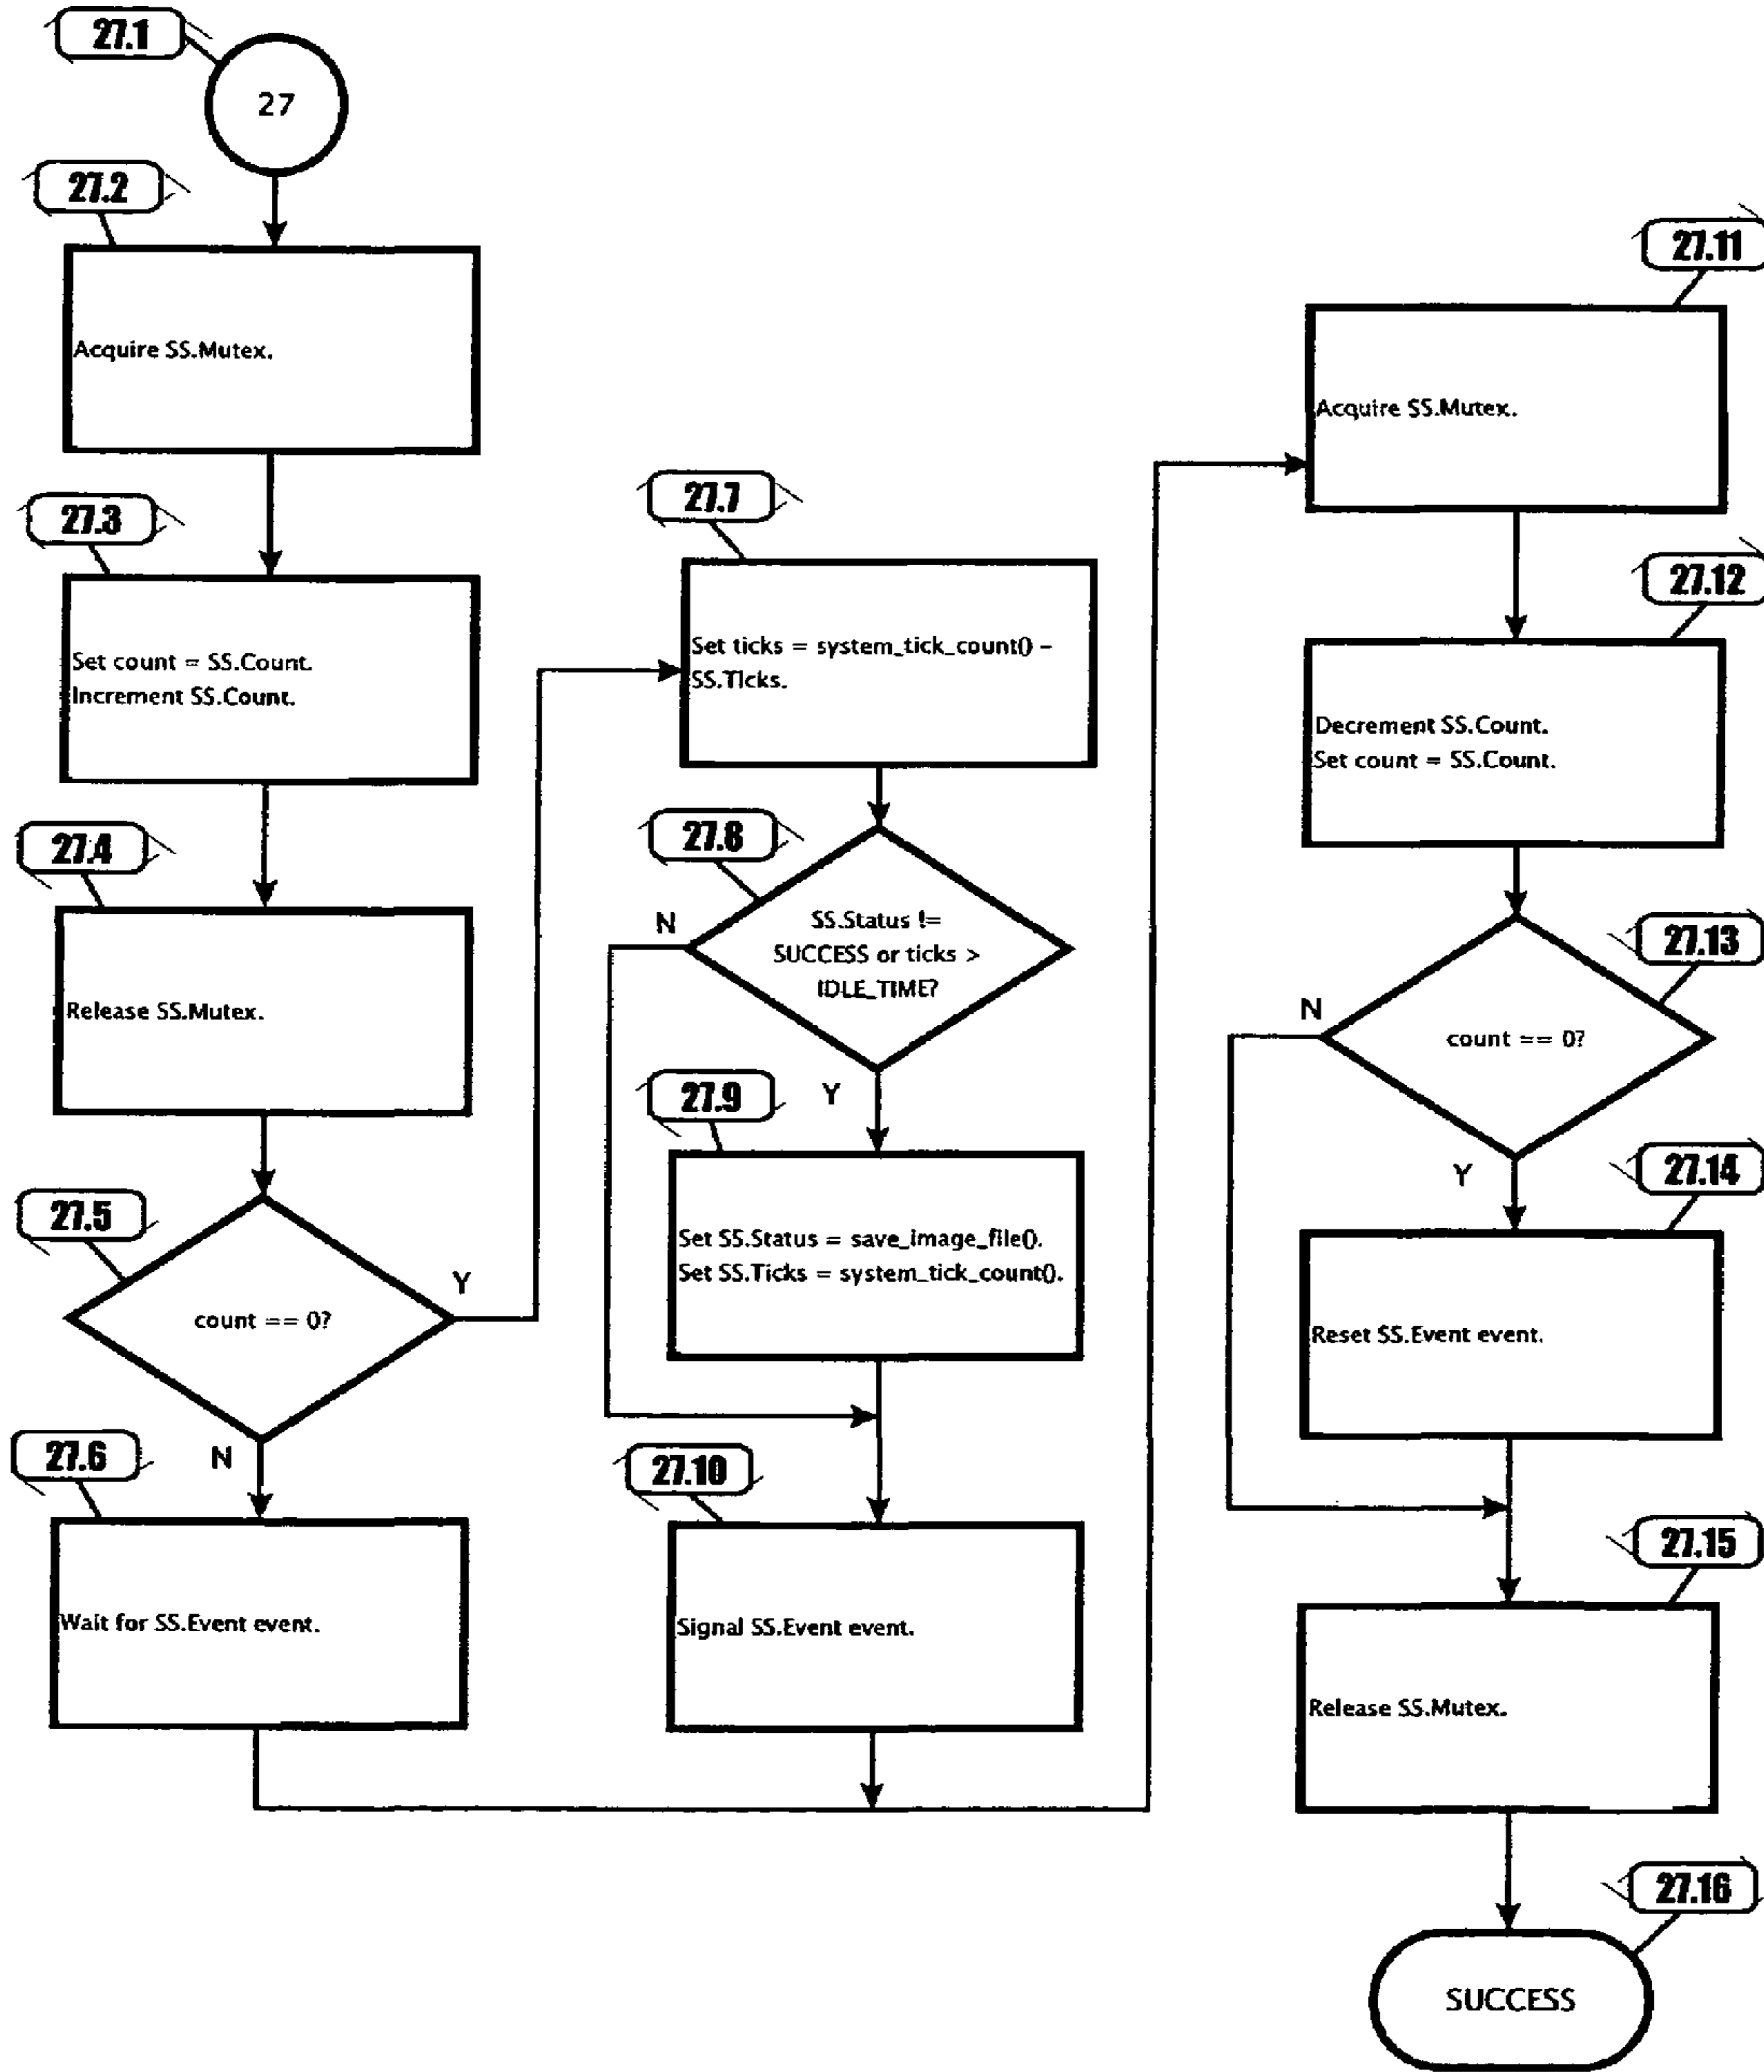 27.1
27
27.2
Acquire SS.Mutex.
27.3
Set count = SS.Count.
Increment SS.Count.
27.4
Release SS.Mutex.
27.5
count == 0?
Y
N
27.6
Wait for SS.Event event.
27.7
Set ticks = system_tick_count() –
SS.Ticks.
27.8
N
SS.Status !=
SUCCESS or ticks >
IDLE_TIME?
Y
27.9
Set SS.Status = save_image_file().
Set SS.Ticks = system_tick_count().
27.10
Signal SS.Event event.
27.11
Acquire SS.Mutex.
27.12
Decrement SS.Count.
Set count = SS.Count.
27.13
N
count == 0?
Y
27.14
Reset SS.Event event.
27.15
Release SS.Mutex.
27.16
SUCCESS